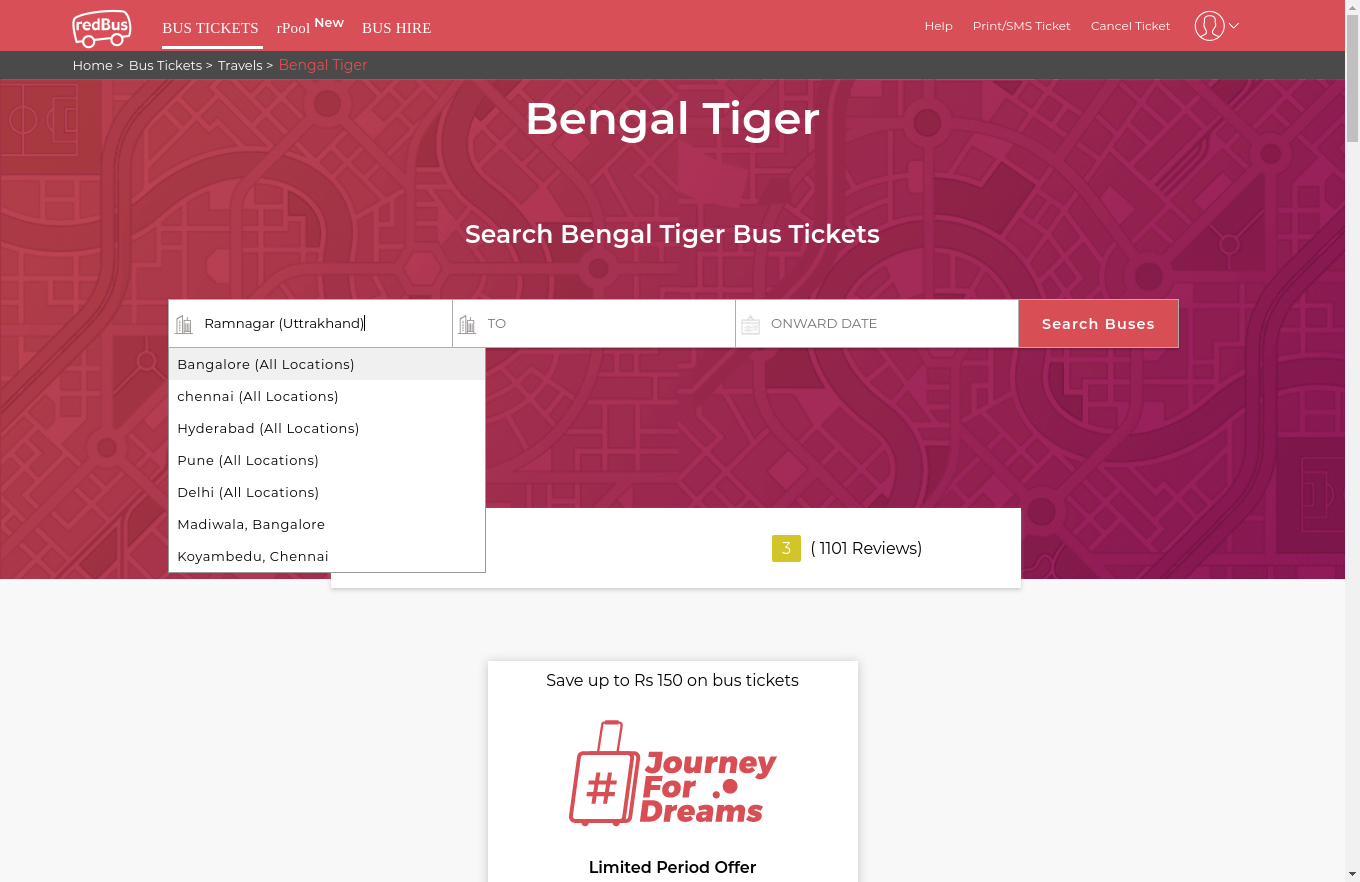 redBus
BUS TICKETS
rPool New
BUS HIRE
Help
Print/SMS Ticket
Cancel Ticket
Home > Bus Tickets > Travels > Bengal Tiger
Bengal Tiger
Search Bengal Tiger Bus Tickets
Ramnagar (Uttrakhand)
TO
ONWARD DATE
Search Buses
Bangalore (All Locations)
chennai (All Locations)
Hyderabad (All Locations)
Pune (All Locations)
Delhi (All Locations)
Madiwala, Bangalore
Koyambedu, Chennai
3 ( 1101 Reviews)
Save up to Rs 150 on bus tickets
# Journey
For
Dreams
Limited Period Offer